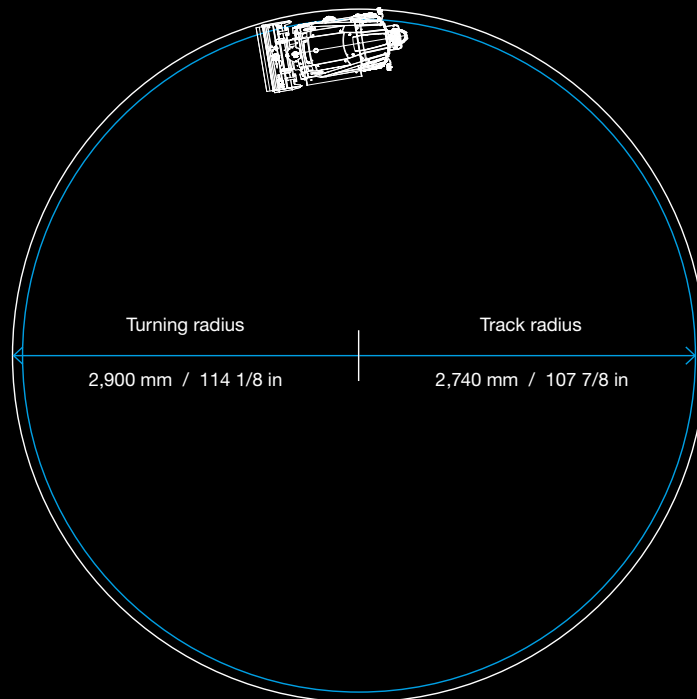 Turning radius
Track radius
2,900 mm / 114 1/8 in
2,740 mm / 107 7/8 in